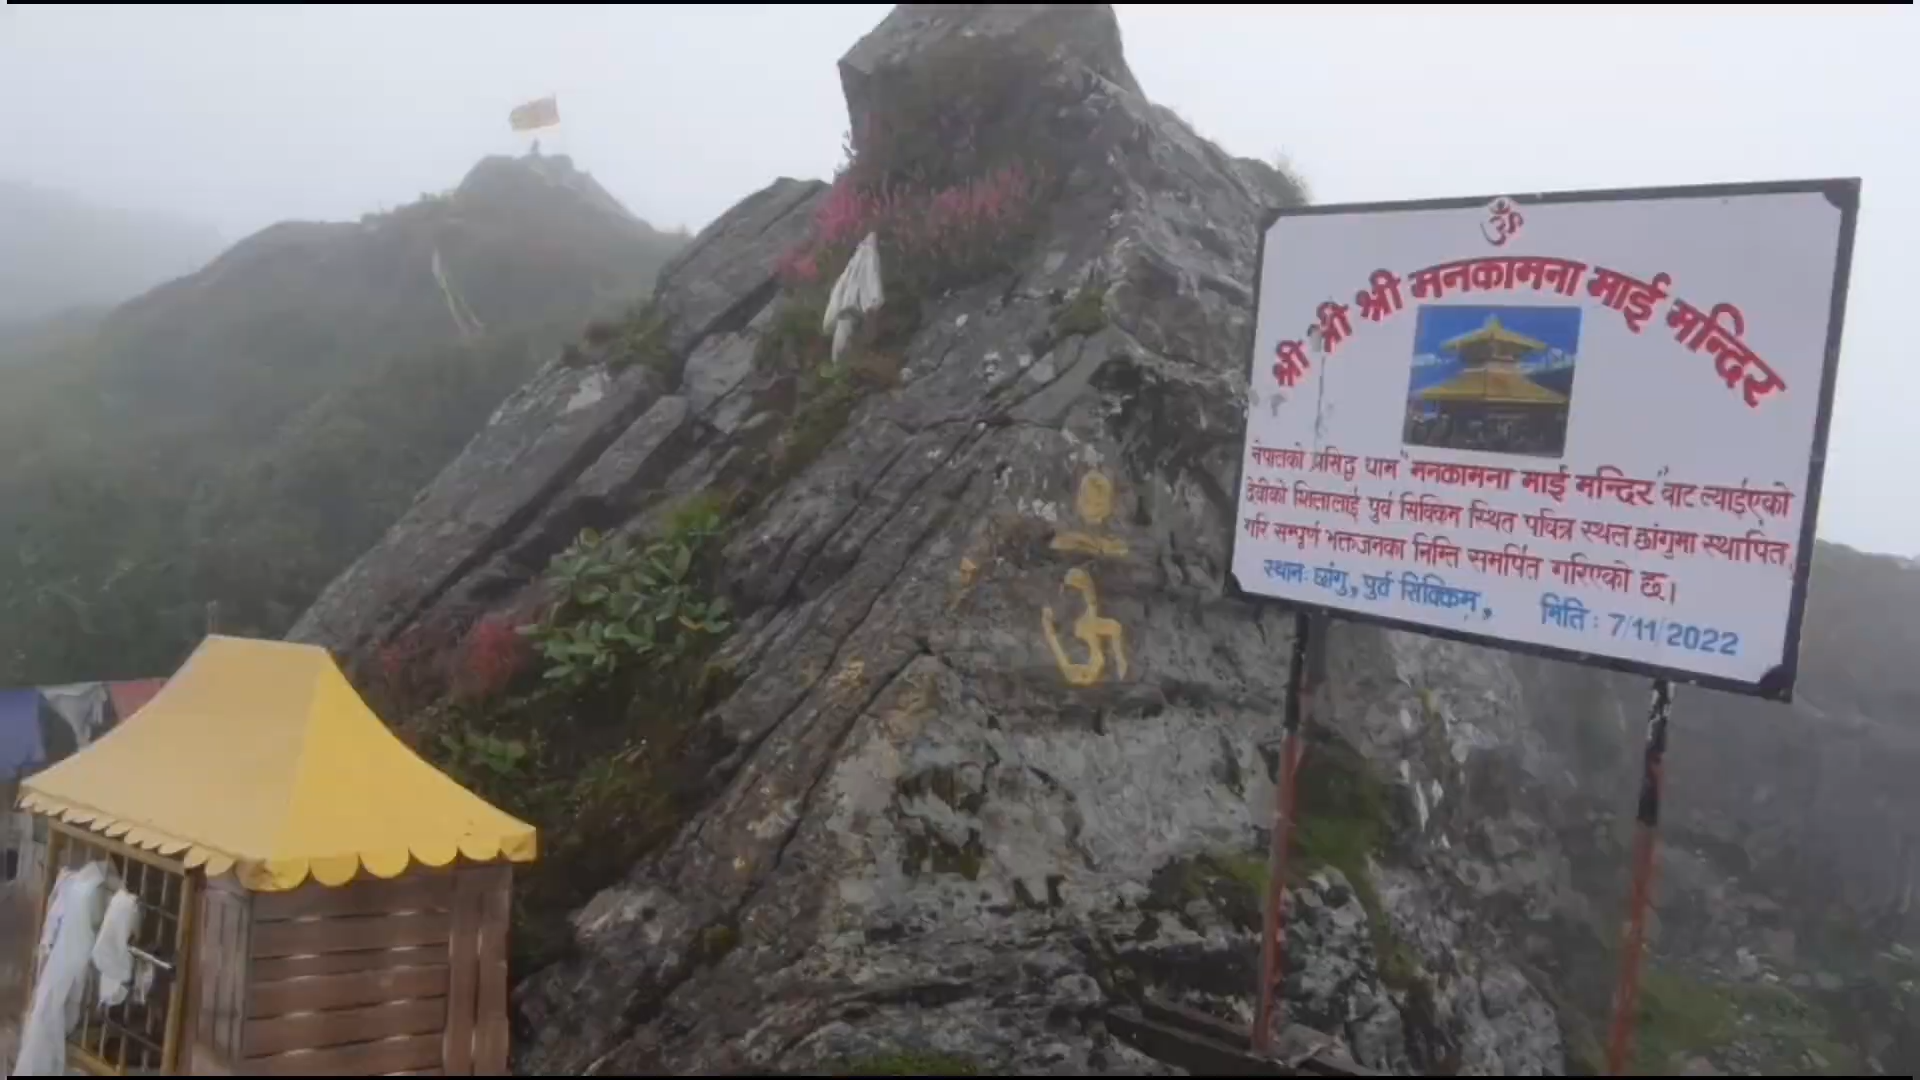 ॐ
श्री श्री श्री मनकामना माई मन्दिर
नेपालको प्रसिद्ध धाम "मनकामना माई मन्दिर" बाट ल्याईएको
देवीको शिलालाई पुर्व सिक्किम स्थित पवित्र स्थल छांगुमा स्थापित
गरि सम्पूर्ण भक्तजनका निम्ति समर्पित गरिएको छ।
स्थानः छांगु, पुर्व सिक्किम, मिति : 7/11/2022
ॐ